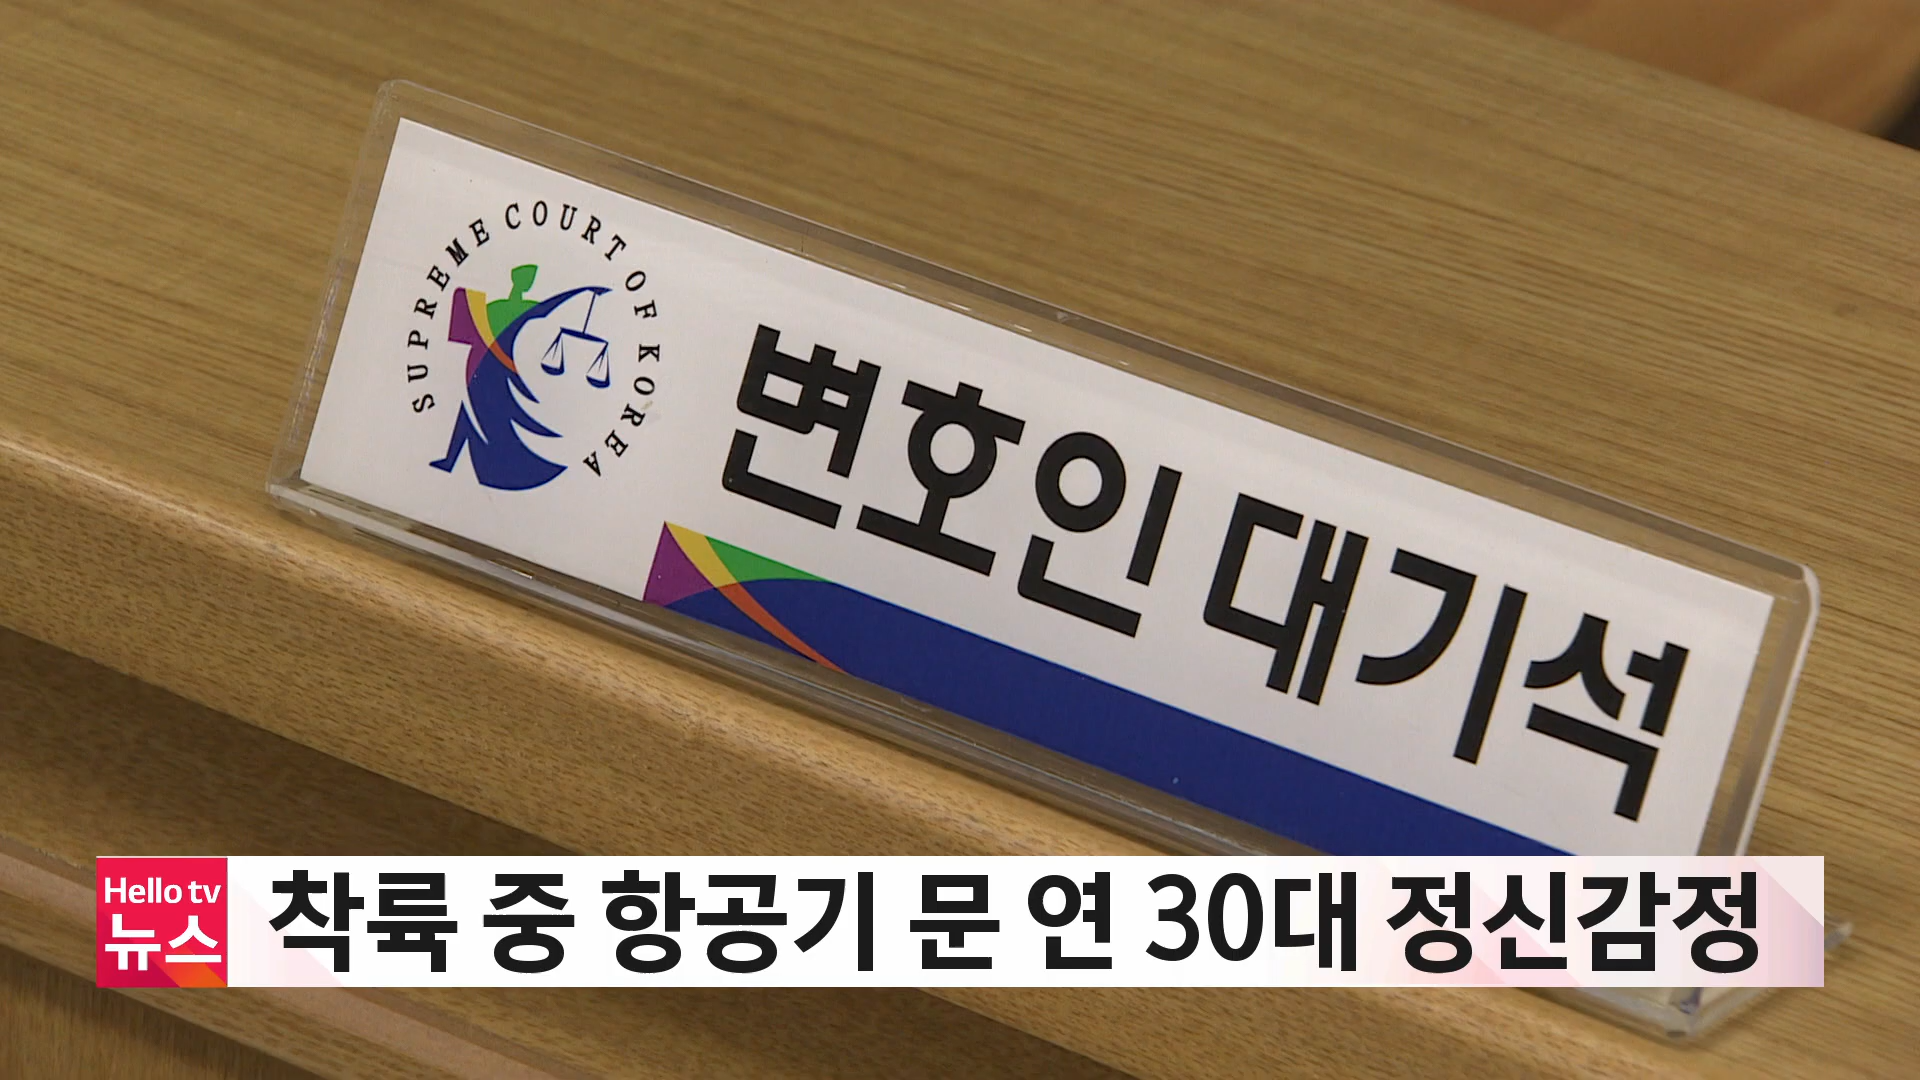 SUPREME COURT OF KOREA
변호인 대기석
Hello tv
뉴스
착륙 중 항공기 문 연 30대 정신감정